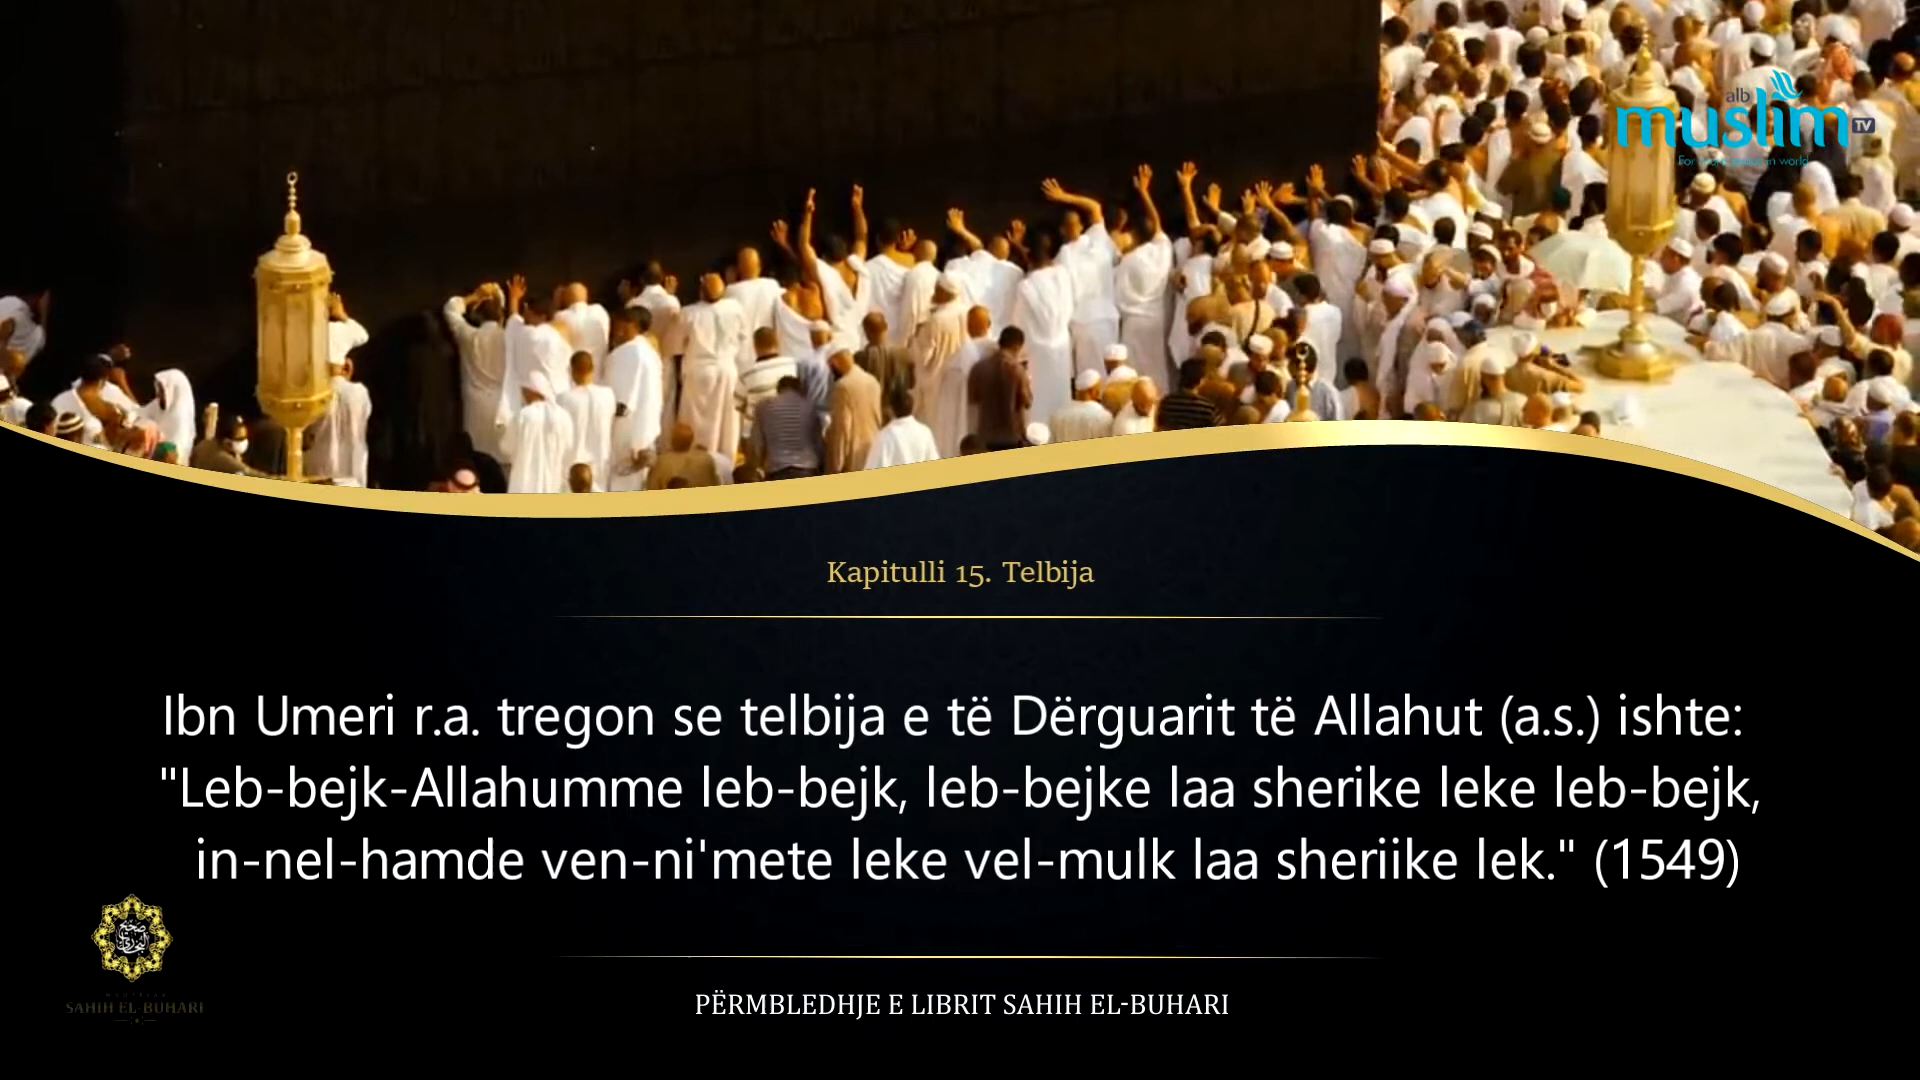 alb
muslim TV
Kapitulli 15. Telbija
Ibn Umeri r.a. tregon se telbija e të Dërguarit të Allahut (a.s.) ishte:
"Leb-bejk-Allahumme leb-bejk, leb-bejke laa sherike leke leb-bejk,
in-nel-hamde ven-ni'mete leke vel-mulk laa sheriike lek." (1549)
صحيح البخاري
SAHIH EL-BUHARI
PËRMBLEDHJE E LIBRIT SAHIH EL-BUHARI